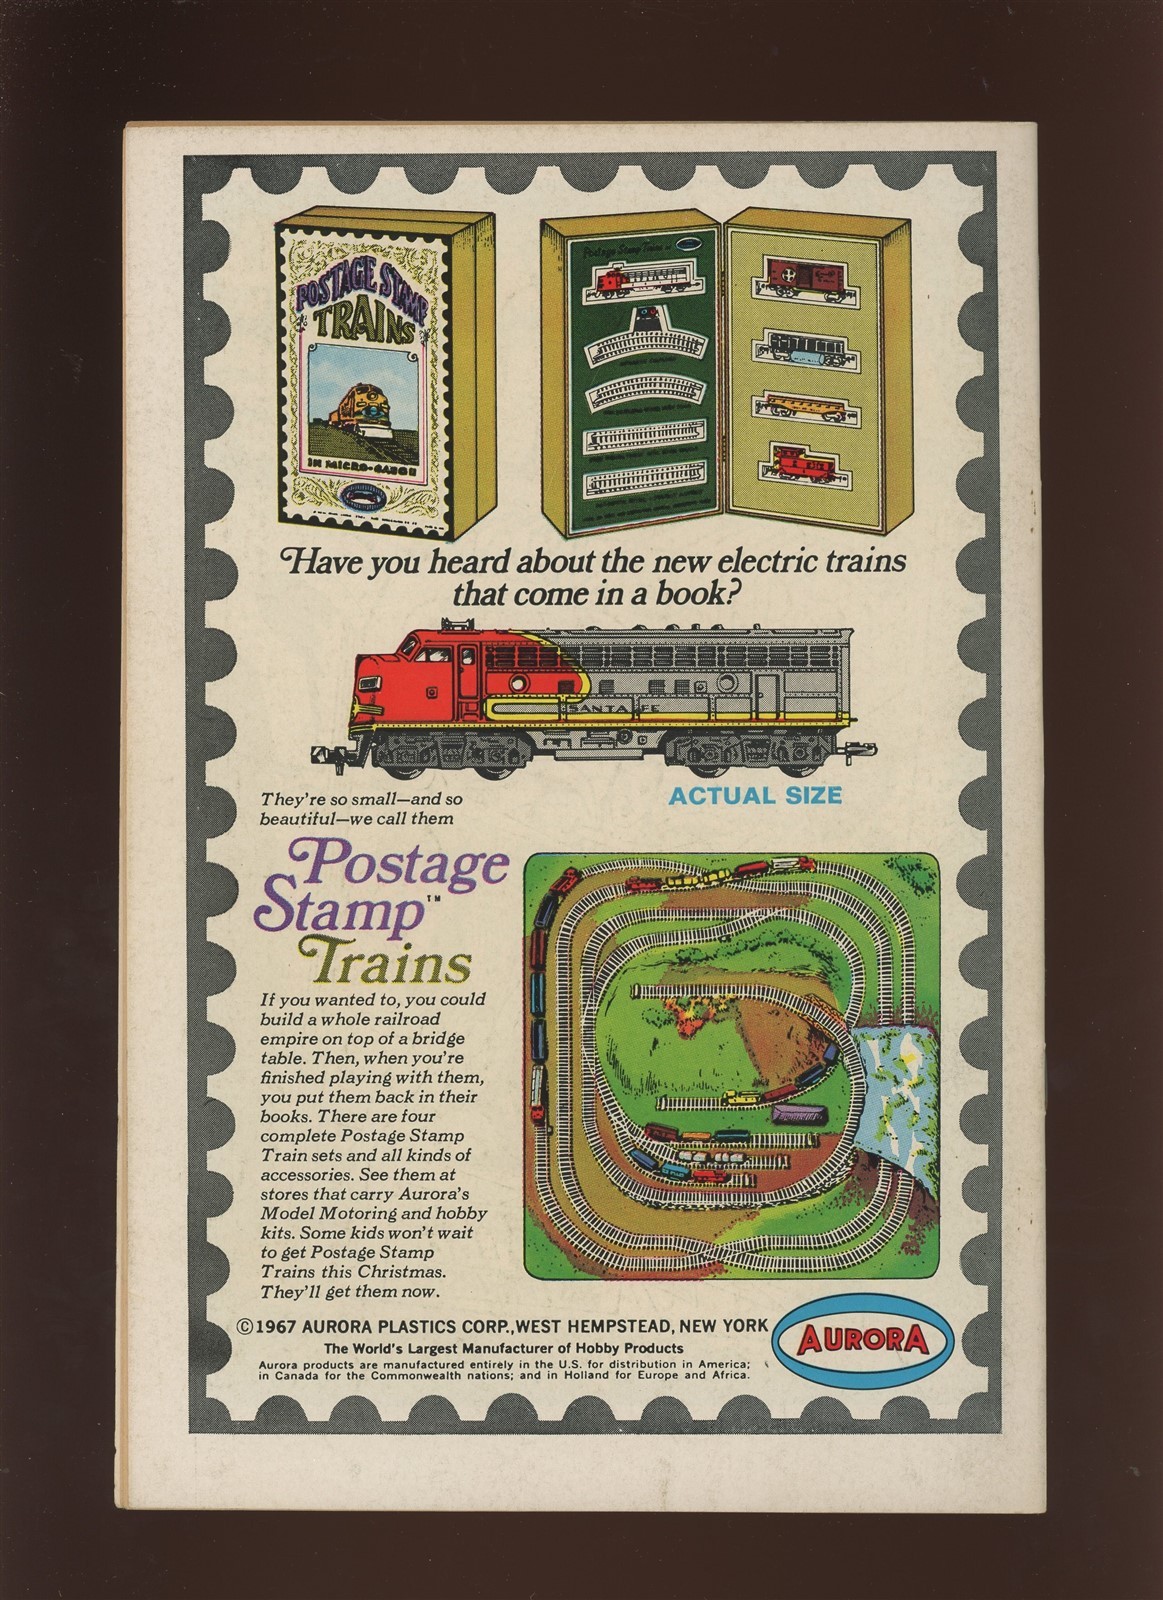 POSTAGE STAMP
TRAINS
IN MICRO-GAUGE
Postage Stamp Trains
Have you heard about the new electric trains
that come in a book?
SANTA FE
ACTUAL SIZE
They're so small—and so
beautiful—we call them
Postage
Stamp™
Trains
If you wanted to, you could
build a whole railroad
empire on top of a bridge
table. Then, when you're
finished playing with them,
you put them back in their
books. There are four
complete Postage Stamp
Train sets and all kinds of
accessories. See them at
stores that carry Aurora's
Model Motoring and hobby
kits. Some kids won't wait
to get Postage Stamp
Trains this Christmas.
They'll get them now.
©1967 AURORA PLASTICS CORP., WEST HEMPSTEAD, NEW YORK
The World's Largest Manufacturer of Hobby Products
Aurora products are manufactured entirely in the U.S. for distribution in America;
in Canada for the Commonwealth nations; and in Holland for Europe and Africa.
AURORA